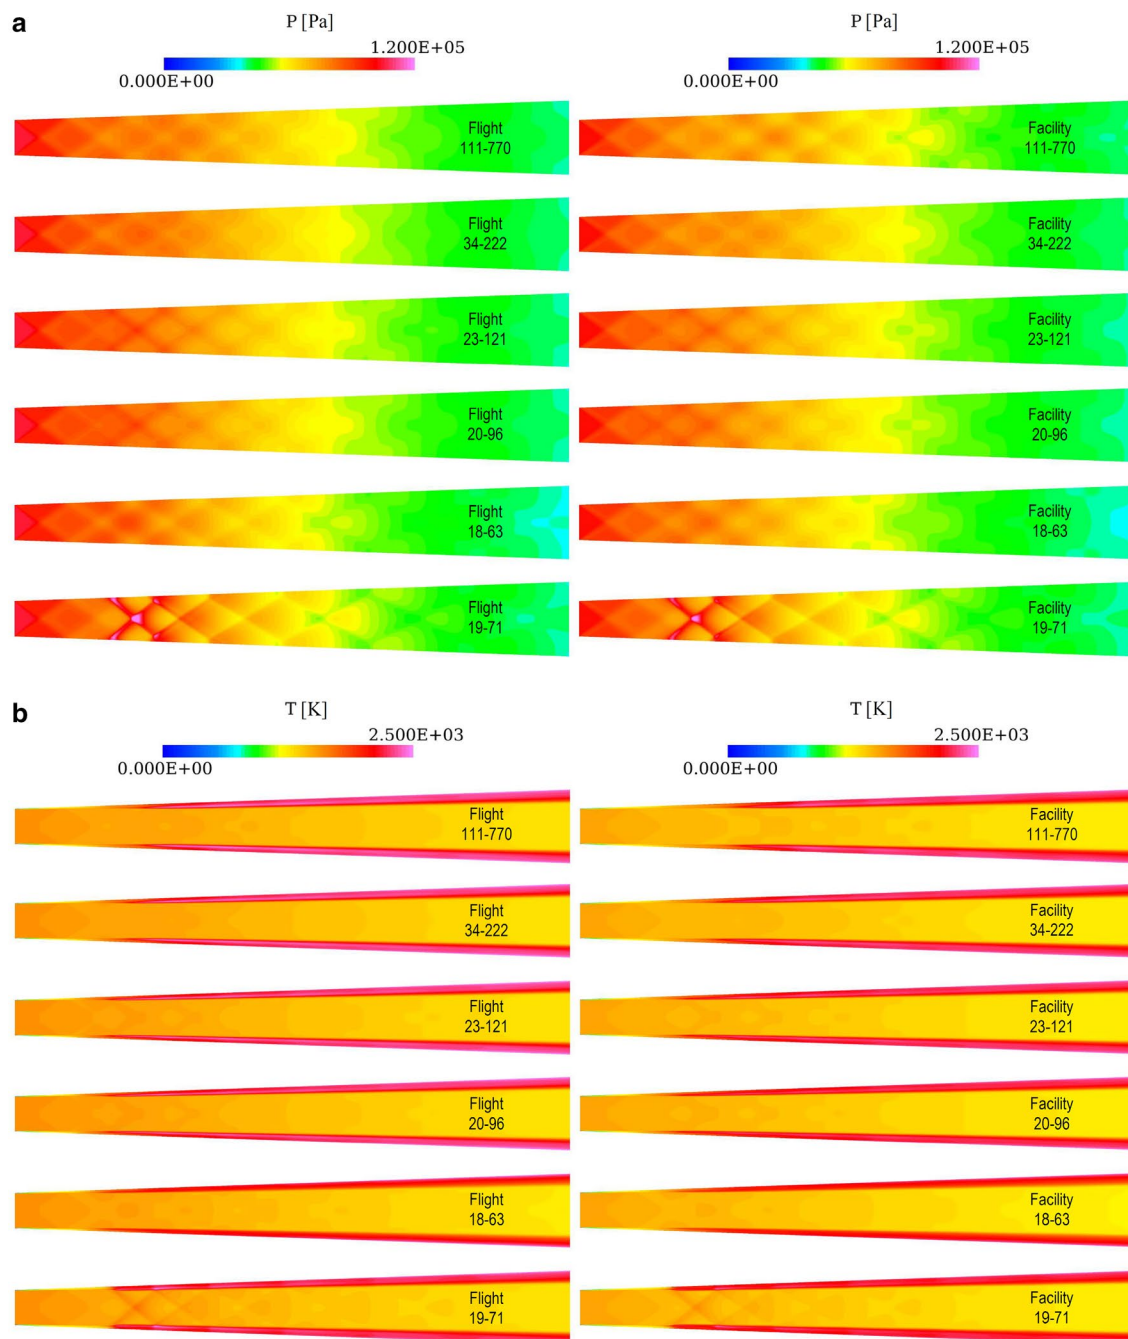 a
P [Pa]
1.200E+05
0.000E+00
P [Pa]
1.200E+05
0.000E+00
Flight
111-770
Facility
111-770
Flight
34-222
Facility
34-222
Flight
23-121
Facility
23-121
Flight
20-96
Facility
20-96
Flight
18-63
Facility
18-63
Flight
19-71
Facility
19-71
b
T [K]
2.500E+03
0.000E+00
T [K]
2.500E+03
0.000E+00
Flight
111-770
Facility
111-770
Flight
34-222
Facility
34-222
Flight
23-121
Facility
23-121
Flight
20-96
Facility
20-96
Flight
18-63
Facility
18-63
Flight
19-71
Facility
19-71